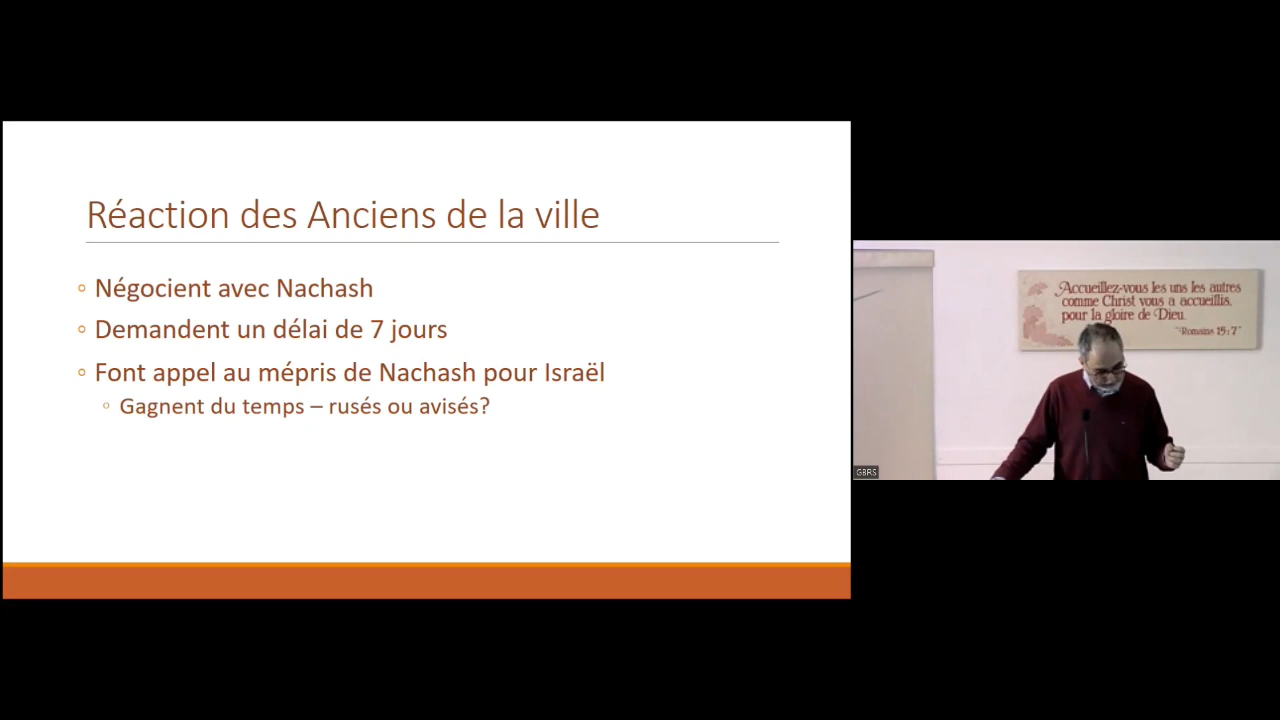 Réaction des Anciens de la ville
Négocient avec Nachash
Demandent un délai de 7 jours
Font appel au mépris de Nachash pour Israël
Gagnent du temps – rusés ou avisés?
Accueillez-vous les uns les autres
comme Christ vous a accueillis,
pour la gloire de Dieu.
Romains 15:7
GBRS